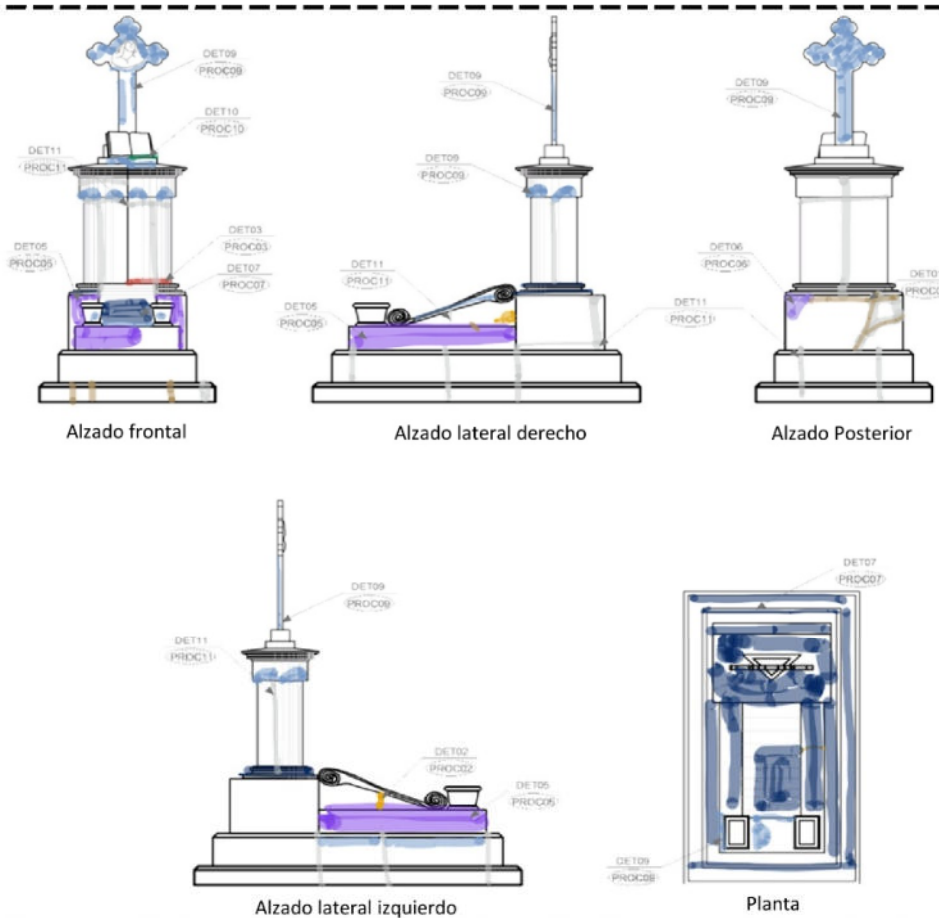 DET09
PROC09
DET10
PROC10
DET11
PROC11
DET05
PROC05
DET03
PROC03
DET07
PROC07
Alzado frontal
DET09
PROC09
DET09
PROC09
DET11
PROC11
DET05
PROC05
DET11
PROC11
Alzado lateral derecho
DET09
PROC09
DET06
PROC06
Alzado Posterior
DET09
PROC09
DET11
PROC11
DET02
PROC02
DET05
PROC05
Alzado lateral izquierdo
DET07
PROC07
DET09
PROC09
Planta